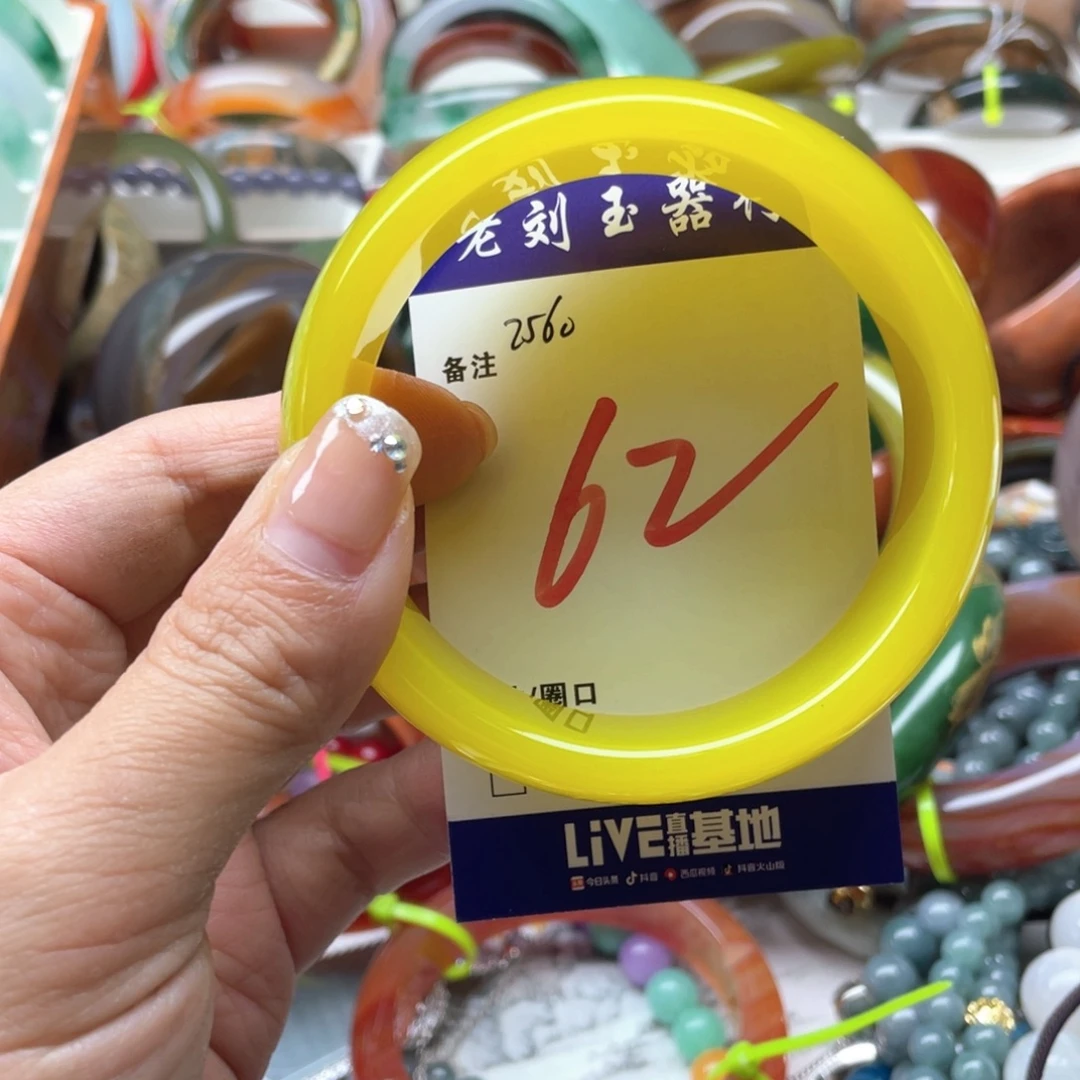 老刘玉器行
备注 2560
62
/圈口
LiVE直播基地
今日头条 抖音 西瓜视频 抖音火山版